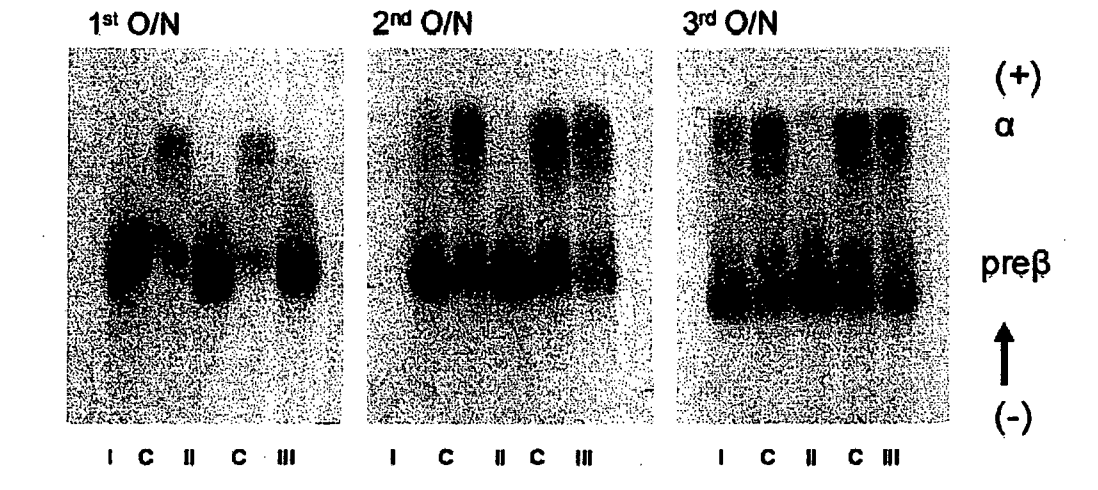 1st O/N 2nd O/N 3rd O/N
(+)
α
preβ
(-)
I C II C III I C II C III I C II C III